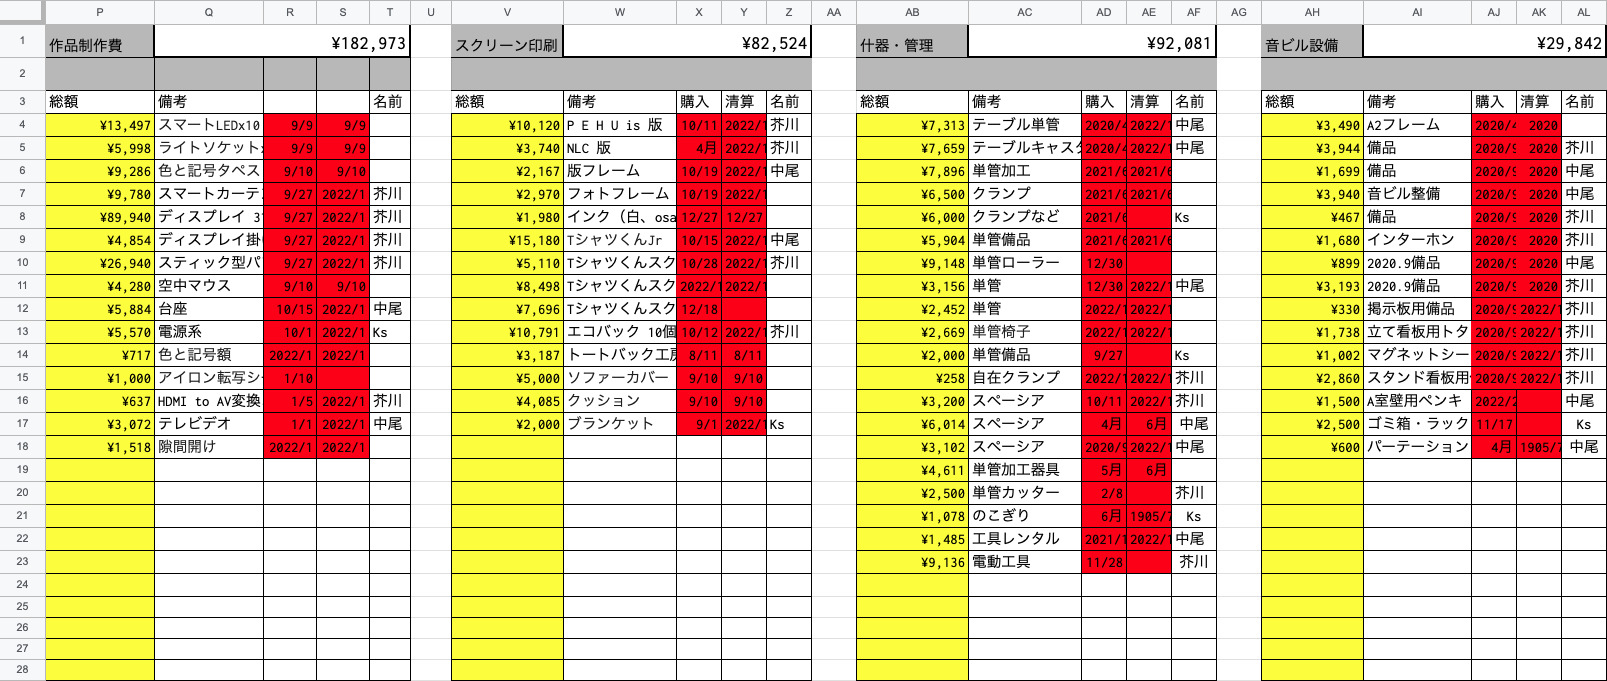 P Q R S T U V W X Y Z AA AB AC AD AE AF AG AH AI AJ AK AL
1 作品制作費 ¥182,973 スクリーン印刷 ¥82,524 什器・管理 ¥92,081 音ビル設備 ¥29,842
2
3 総額 備考 名前 総額 備考 購入 清算 名前 総額 備考 購入 清算 名前 総額 備考 購入 清算 名前
4 ¥13,497 スマートLEDx10 9/9 9/9 ¥10,120 P E H U is 版 10/11 2022/1 芥川 ¥7,313 テーブル単管 2020/4 2022/1 中尾 ¥3,490 A2フレーム 2020/4 2020
5 ¥5,998 ライトソケット 9/9 9/9 ¥3,740 NLC 版 4月 2022/1 芥川 ¥7,659 テーブルキャスタ 2020/4 2022/1 中尾 ¥3,944 備品 2020/9 2020 芥川
6 ¥9,286 色と記号タペス 9/10 9/10 ¥2,167 版フレーム 10/19 2022/1 中尾 ¥7,896 単管加工 2021/6 2021/6 ¥1,699 備品 2020/9 2020 中尾
7 ¥9,780 スマートカーテ 9/27 2022/1 芥川 ¥2,970 フォトフレーム 10/19 2022/1 ¥6,500 クランプ 2021/6 2021/6 ¥3,940 音ビル整備 2020/9 2020 中尾
8 ¥89,940 ディスプレイ 3 9/27 2022/1 芥川 ¥1,980 インク（白、osa 12/27 12/27 ¥6,000 クランプなど 2021/6 Ks ¥467 備品 2020/9 2020 芥川
9 ¥4,854 ディスプレイ掛 9/27 2022/1 芥川 ¥15,180 TシャツくんJr 10/15 2022/1 中尾 ¥5,904 単管備品 2021/6 2021/6 ¥1,680 インターホン 2020/9 2020 芥川
10 ¥26,940 スティック型パ 9/27 2022/1 芥川 ¥5,110 Tシャツくんスク 10/28 2022/1 芥川 ¥9,148 単管ローラー 12/30 ¥899 2020.9備品 2020/9 2020 中尾
11 ¥4,280 空中マウス 9/10 9/10 ¥8,498 Tシャツくんスク 2022/1 2022/1 ¥3,156 単管 12/30 2022/1 中尾 ¥3,193 2020.9備品 2020/9 2020 芥川
12 ¥5,884 台座 10/15 2022/1 中尾 ¥7,696 Tシャツくんスク 12/18 ¥2,452 単管 2022/1 2022/1 ¥330 掲示板用備品 2020/9 2022/1 芥川
13 ¥5,570 電源系 10/1 2022/1 Ks ¥10,791 エコバック 10個 10/12 2022/1 芥川 ¥2,669 単管椅子 2022/1 2022/1 ¥1,738 立て看板用トタ 2020/9 2022/1 芥川
14 ¥717 色と記号額 2022/1 2022/1 ¥3,187 トートバック工房 8/11 8/11 ¥2,000 単管備品 9/27 Ks ¥1,002 マグネットシー 2020/9 2022/1 芥川
15 ¥1,000 アイロン転写シ 1/10 ¥5,000 ソファーカバー 9/10 9/10 ¥258 自在クランプ 2022/1 2022/1 芥川 ¥2,860 スタンド看板用 2020/9 2022/1 芥川
16 ¥637 HDMI to AV変換 1/5 2022/1 芥川 ¥4,085 クッション 9/10 9/10 ¥3,200 スペーシア 10/11 2022/1 芥川 ¥1,500 A室壁用ペンキ 2022/2 中尾
17 ¥3,072 テレビデオ 1/1 2022/1 中尾 ¥2,000 ブランケット 9/1 2022/1 Ks ¥6,014 スペーシア 4月 6月 中尾 ¥2,500 ゴミ箱・ラック 11/17 Ks
18 ¥1,518 隙間開け 2022/1 2022/1 ¥3,102 スペーシア 2020/9 2022/1 中尾 ¥600 パーテーション 4月 1905/7 中尾
19 ¥4,611 単管加工器具 5月 6月
20 ¥2,500 単管カッター 2/8 芥川
21 ¥1,078 のこぎり 6月 1905/7 Ks
22 ¥1,485 工具レンタル 2021/1 2022/1 中尾
23 ¥9,136 電動工具 11/28 芥川
24
25
26
27
28